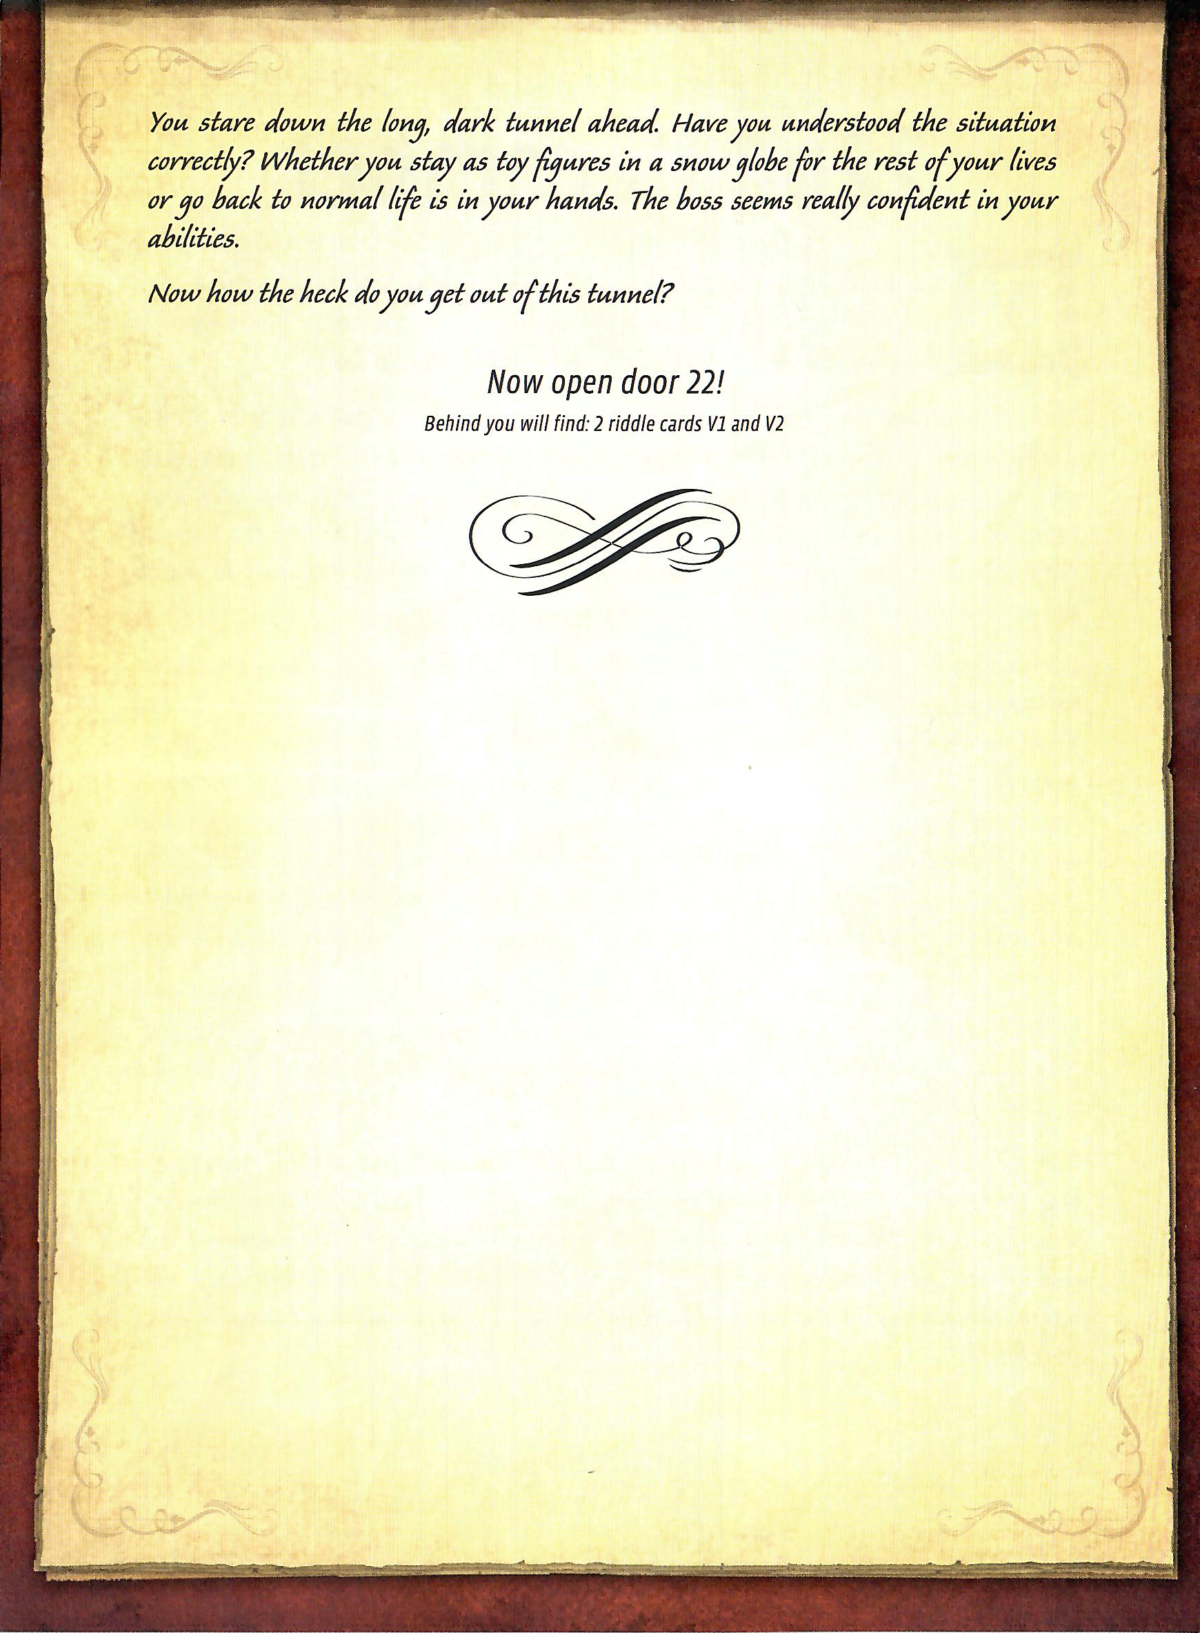 You stare down the long, dark tunnel ahead. Have you understood the situation
correctly? Whether you stay as toy figures in a snow globe for the rest of your lives
or go back to normal life is in your hands. The boss seems really confident in your
abilities.
Now how the heck do you get out of this tunnel?
Now open door 22!
Behind you will find: 2 riddle cards V1 and V2